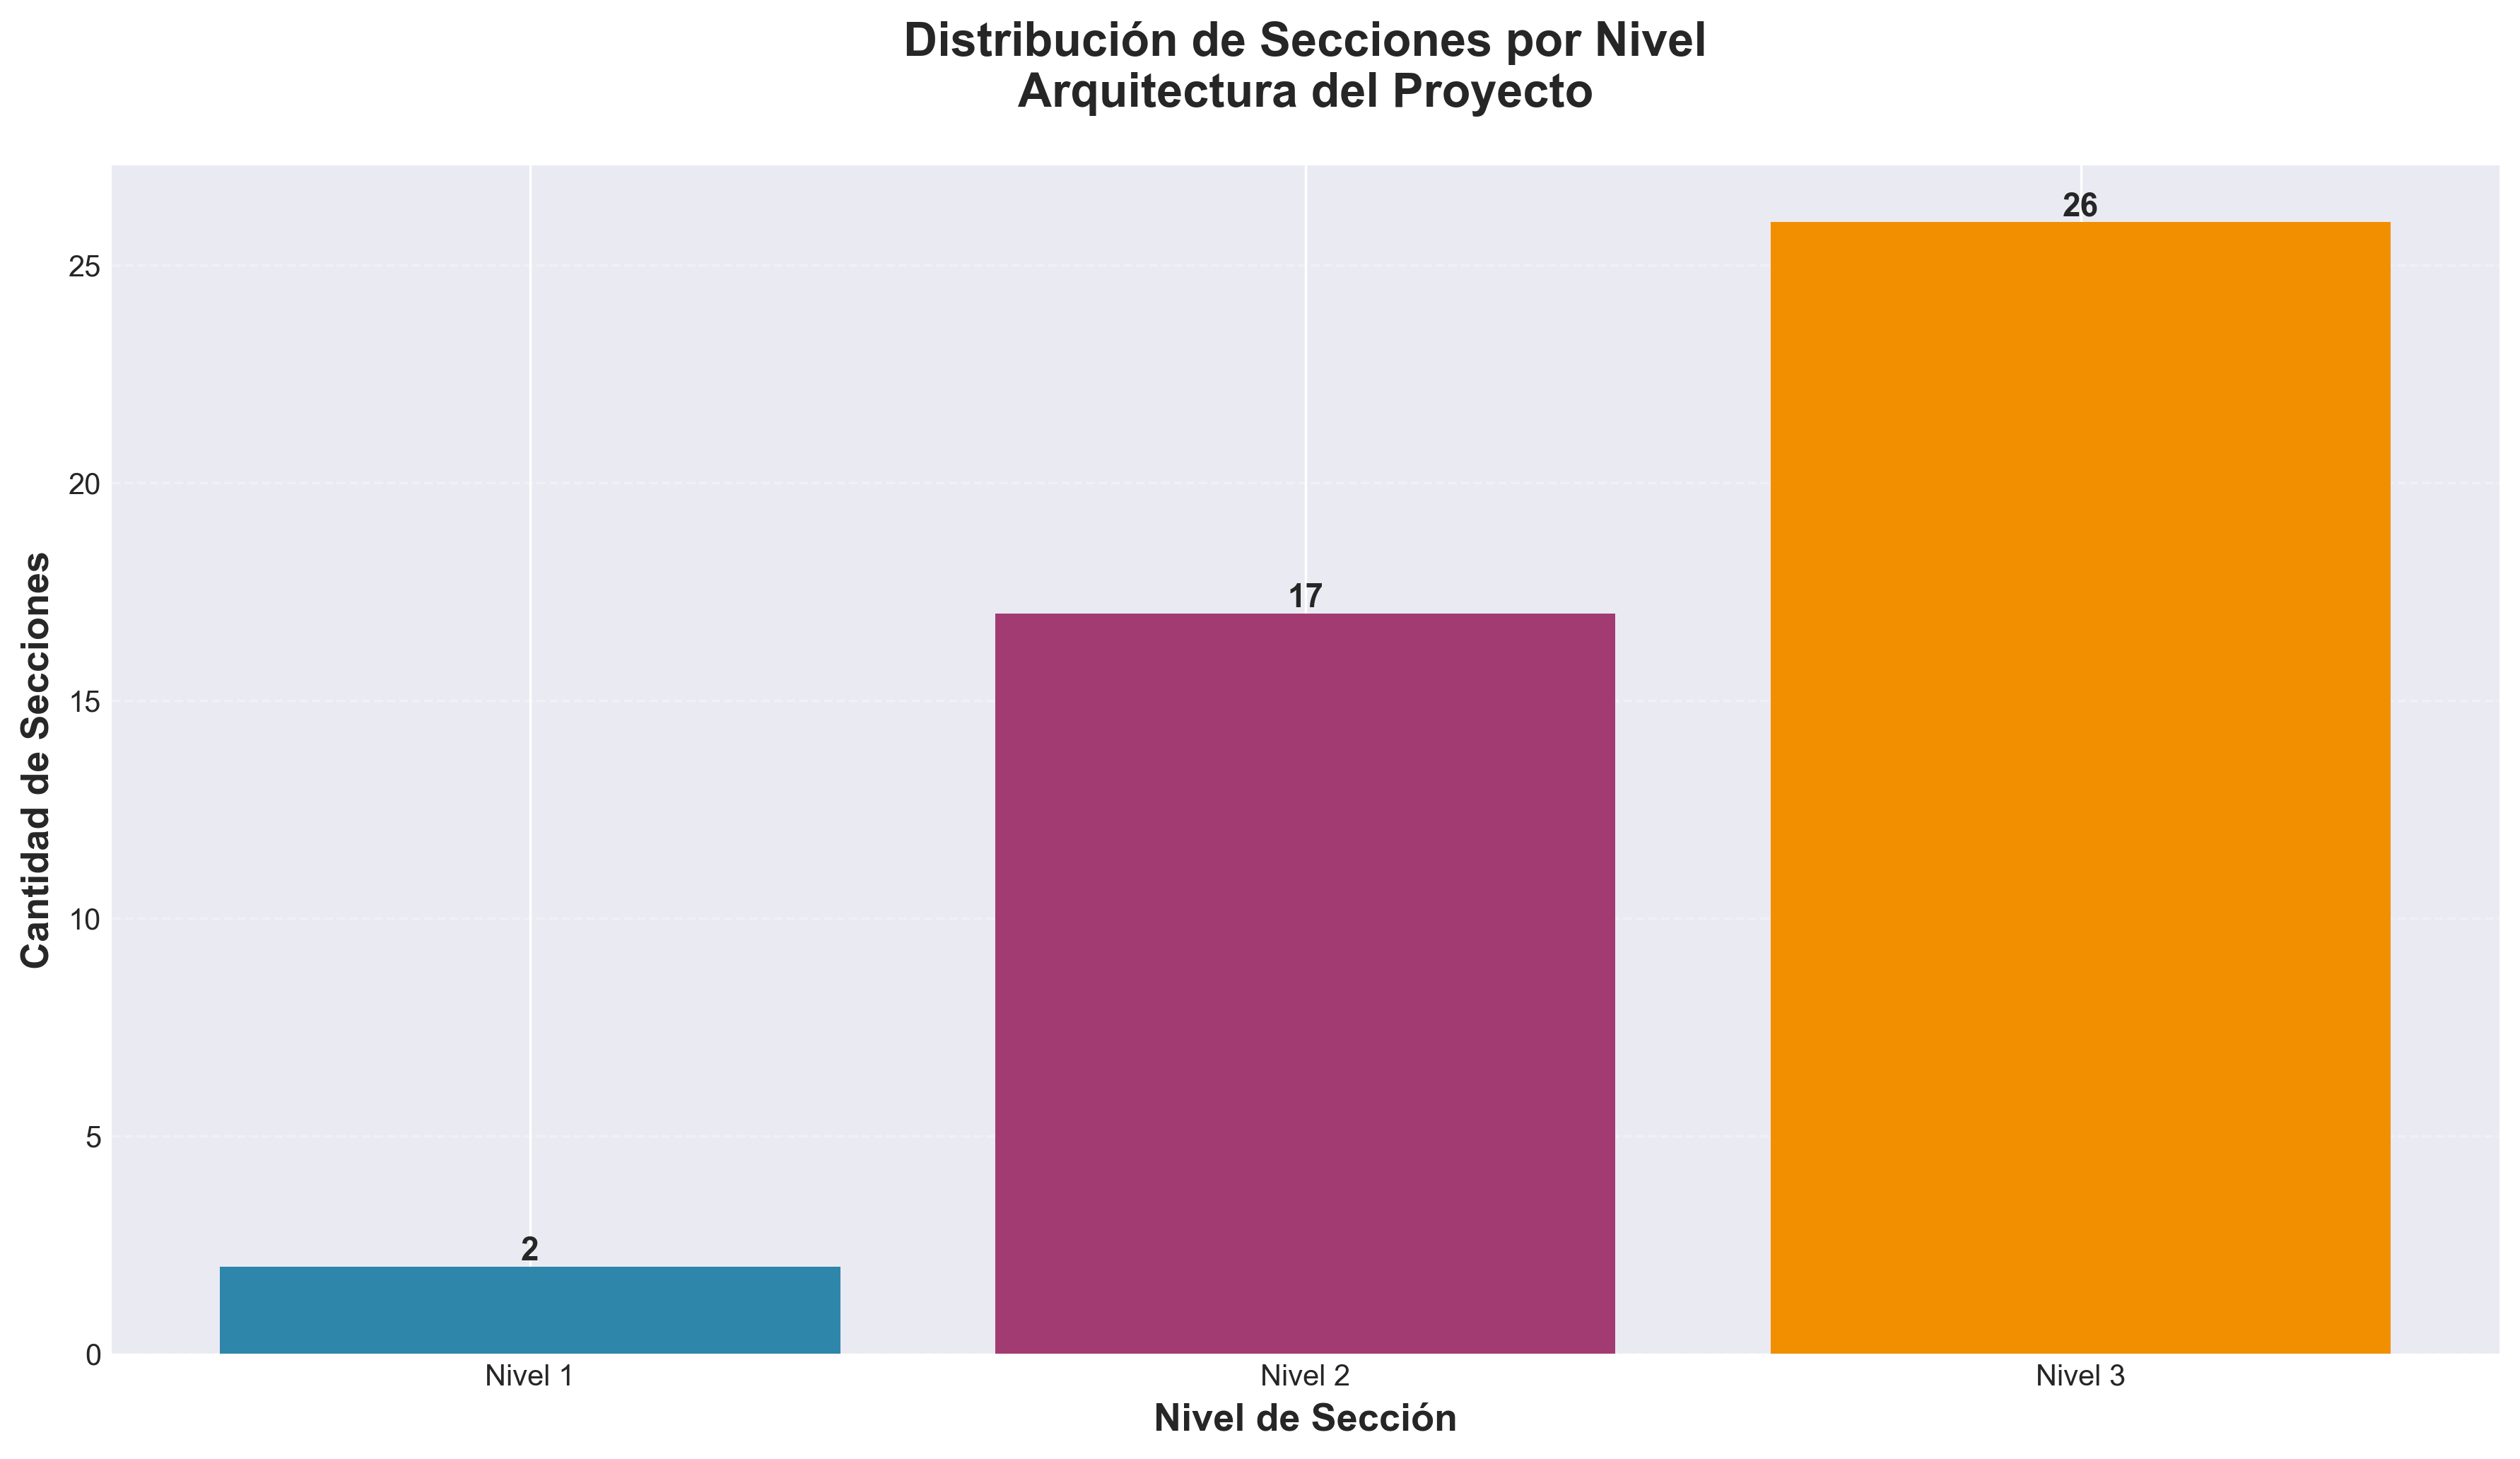 Distribución de Secciones por Nivel
Arquitectura del Proyecto
Cantidad de Secciones
25
20
15
10
5
0
2
17
26
Nivel 1
Nivel 2
Nivel 3
Nivel de Sección